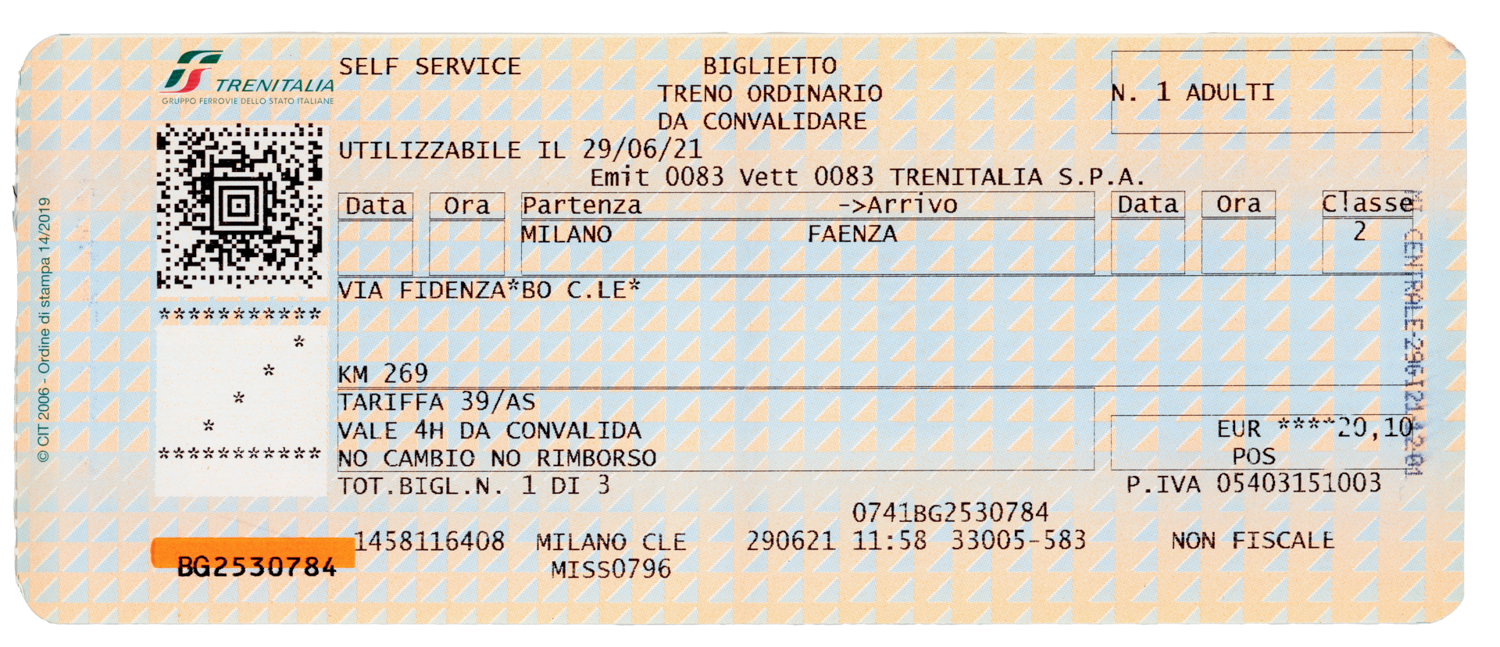 TRENITALIA
GRUPPO FERROVIE DELLO STATO ITALIANE
SELF SERVICE
BIGLIETTO
TRENO ORDINARIO
DA CONVALIDARE
N. 1 ADULTI
UTILIZZABILE IL 29/06/21
Emit 0083 Vett 0083 TRENITALIA S.P.A.
Data Ora Partenza ->Arrivo Data Ora Classe
MILANO FAENZA 2
VIA FIDENZA*BO C.LE*
***********
*
*
*
*
***********
KM 269
TARIFFA 39/AS
VALE 4H DA CONVALIDA
NO CAMBIO NO RIMBORSO
EUR ****20,10
POS
TOT.BIGL.N. 1 DI 3
P.IVA 05403151003
0741BG2530784
1458116408 MILANO CLE 290621 11:58 33005-583 NON FISCALE
BG2530784 MISS0796
© CIT 2006 - Ordine di stampa 14/2019
MI CENTRALE